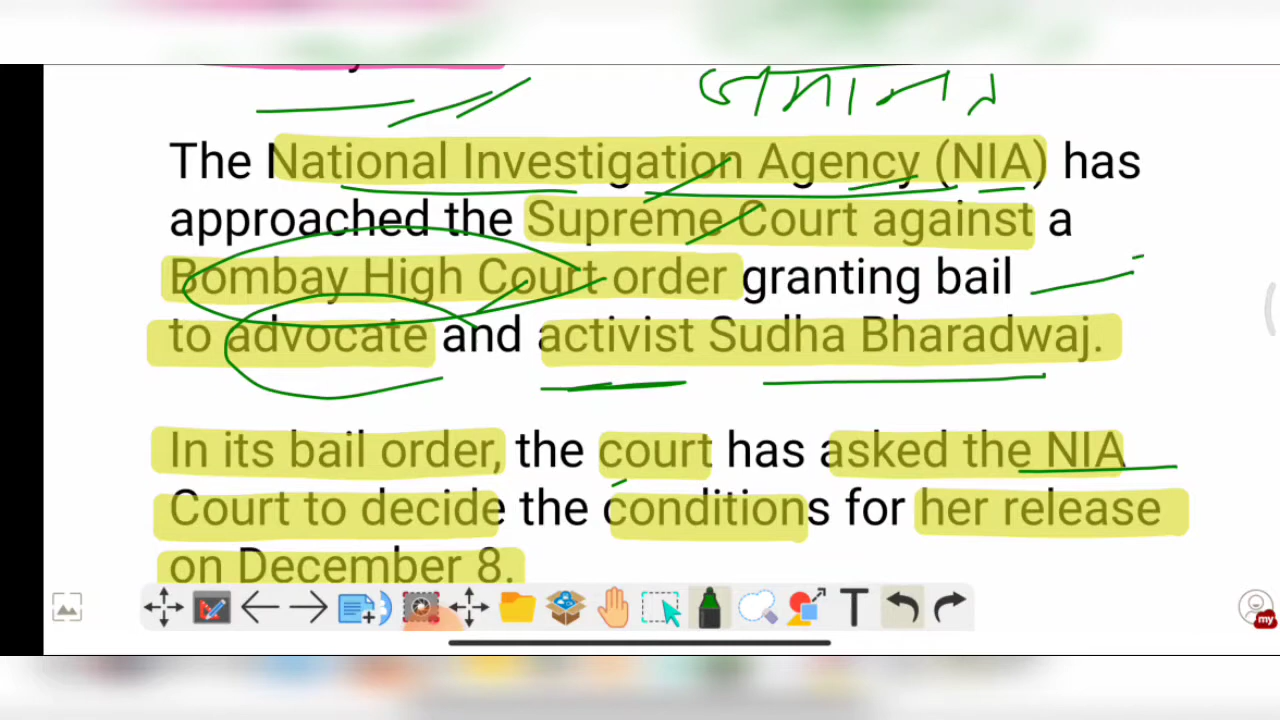 The National Investigation Agency (NIA) has
approached the Supreme Court against a
Bombay High Court order granting bail
to advocate and activist Sudha Bharadwaj.
In its bail order, the court has asked the NIA
Court to decide the conditions for her release
on December 8.
T
my